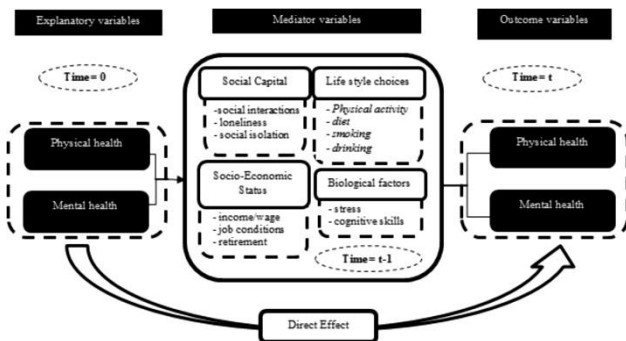 Explanatory variables
Mediator variables
Outcome variables
Time = 0
Time = t
Physical health
Mental health
Social Capital
-social interactions
- loneliness
- social isolation
Life style choices
- Physical activity
- diet
- smoking
- drinking
Socio-Economic
Status
- income/wage
- job conditions
- retirement
Biological factors
- stress
- cognitive skills
Time = t-1
Physical health
Mental health
Direct Effect